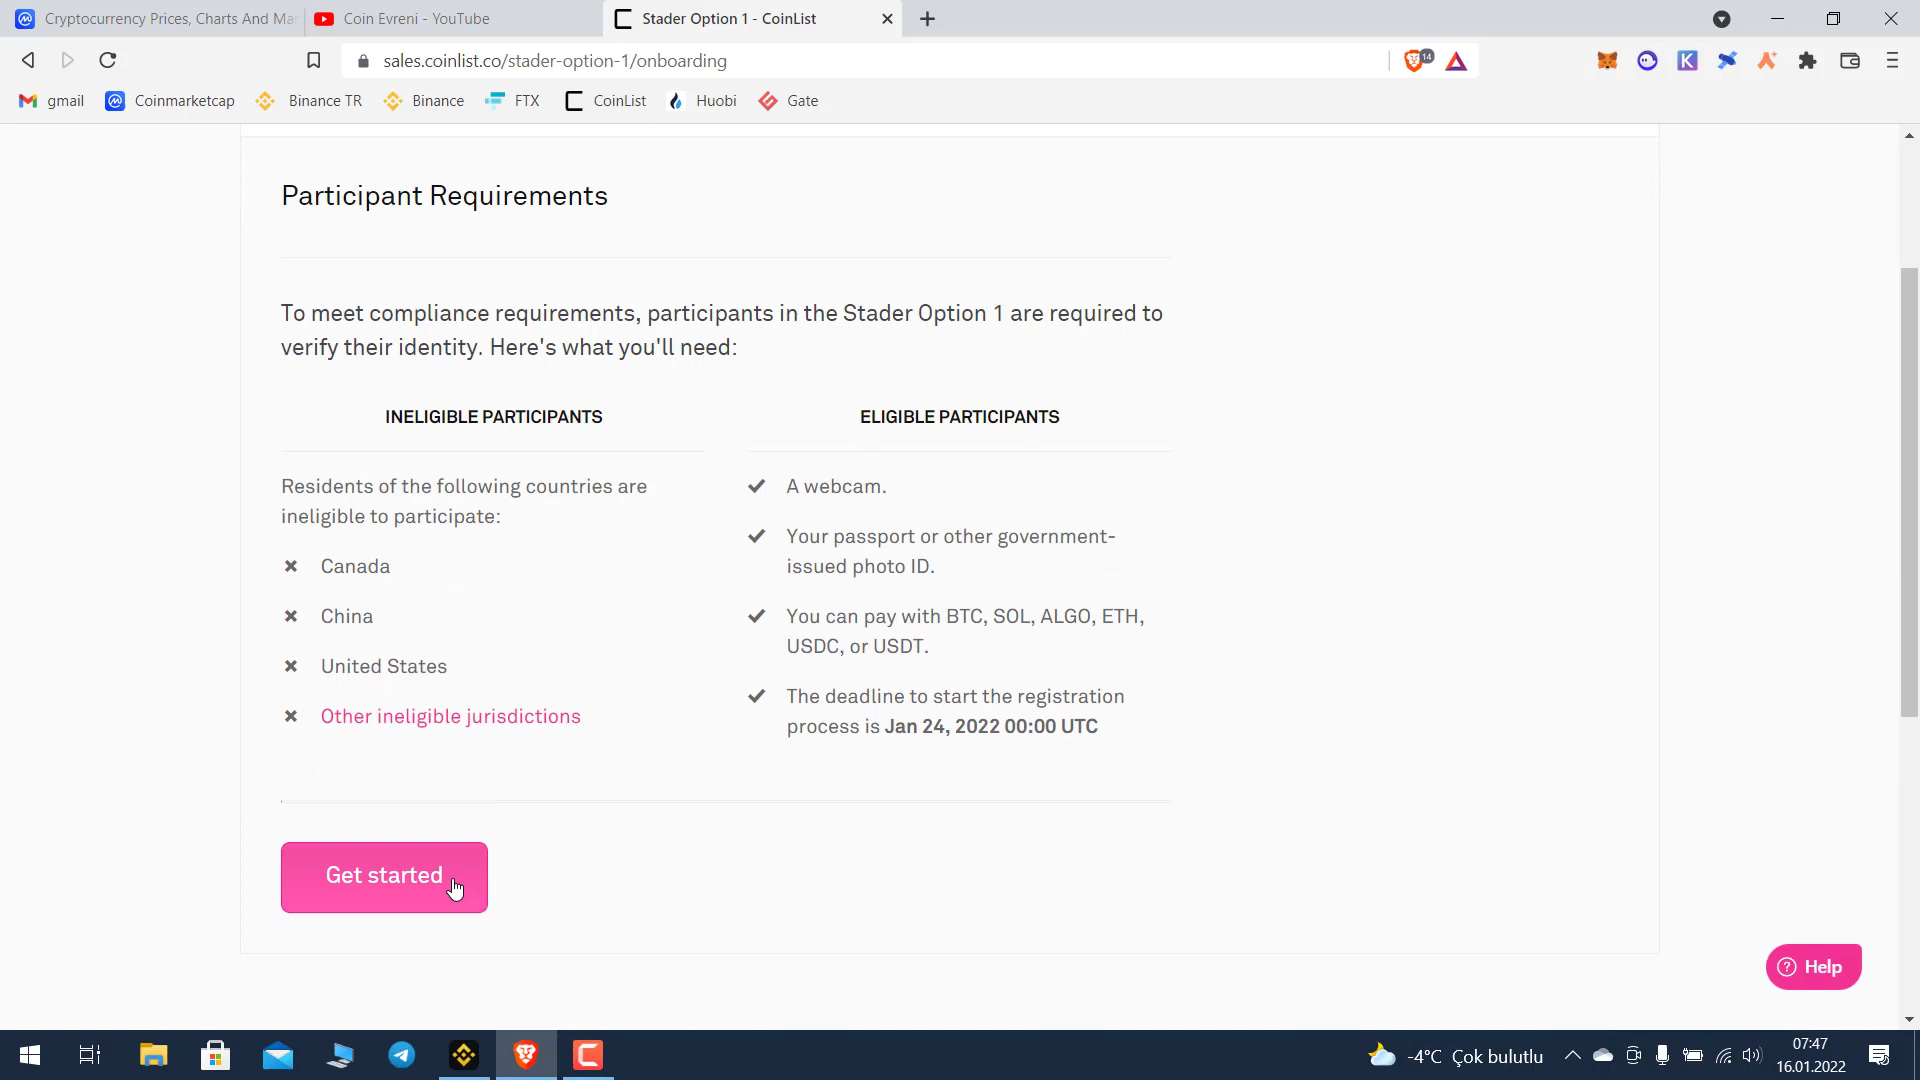 Cryptocurrency Prices, Charts And Ma
Coin Evreni - YouTube
Stader Option 1 - CoinList
sales.coinlist.co/stader-option-1/onboarding
14
gmail
Coinmarketcap
Binance TR
Binance
FTX
CoinList
Huobi
Gate
Participant Requirements
To meet compliance requirements, participants in the Stader Option 1 are required to
verify their identity. Here's what you'll need:
INELIGIBLE PARTICIPANTS
Residents of the following countries are
ineligible to participate:
Canada
China
United States
Other ineligible jurisdictions
ELIGIBLE PARTICIPANTS
A webcam.
Your passport or other government-
issued photo ID.
You can pay with BTC, SOL, ALGO, ETH,
USDC, or USDT.
The deadline to start the registration
process is Jan 24, 2022 00:00 UTC
Get started
Help
-4°C Çok bulutlu
07:47
16.01.2022